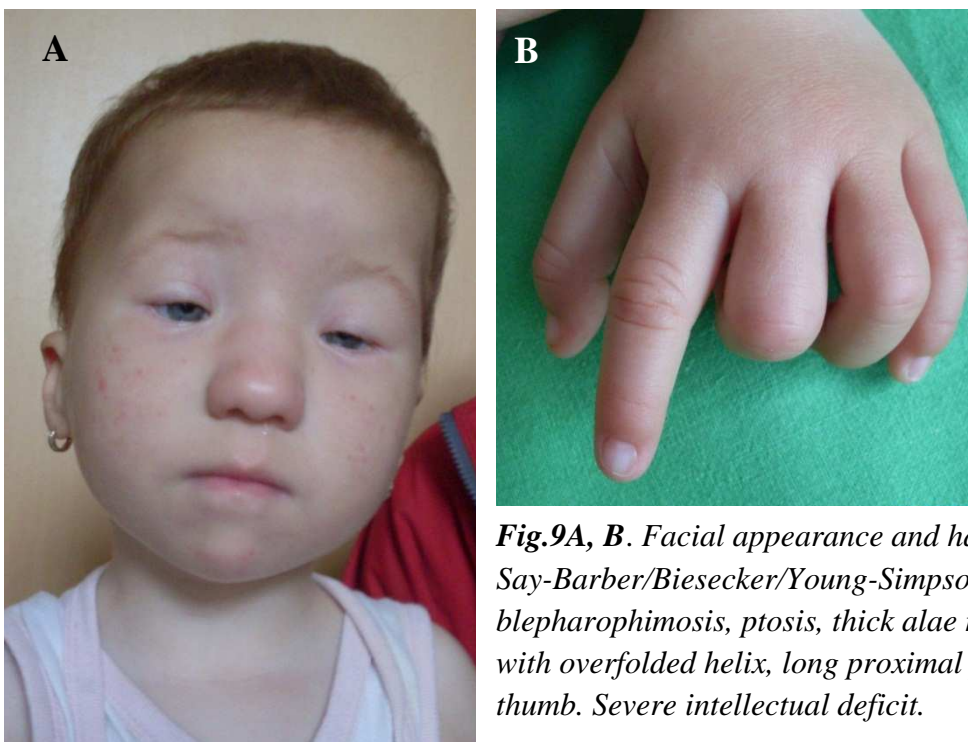 A
B
Fig.9A, B. Facial appearance and
Say-Barber/Biesecker/Young-Simpso
blepharophimosis, ptosis, thick alae
with overfolded helix, long proximal
thumb. Severe intellectual deficit.